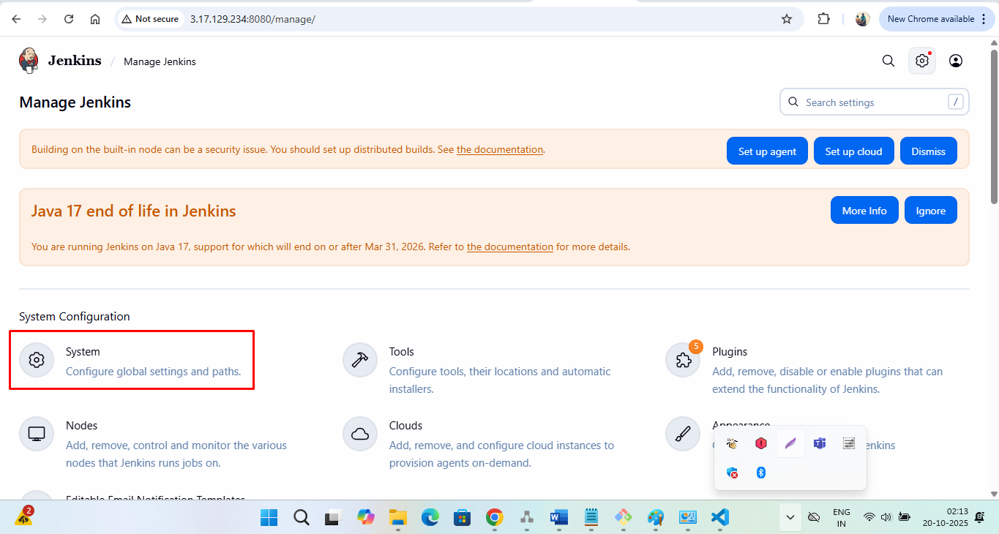 Not secure 3.17.129.234:8080/manage/ New Chrome available
Jenkins / Manage Jenkins
Manage Jenkins
Search settings /
Building on the built-in node can be a security issue. You should set up distributed builds. See the documentation.
Set up agent Set up cloud Dismiss
Java 17 end of life in Jenkins
More Info Ignore
You are running Jenkins on Java 17, support for which will end on or after Mar 31, 2026. Refer to the documentation for more details.
System Configuration
System
Configure global settings and paths.
Tools
Configure tools, their locations and automatic
installers.
5
Plugins
Add, remove, disable or enable plugins that can
extend the functionality of Jenkins.
Nodes
Add, remove, control and monitor the various
nodes that Jenkins runs jobs on.
Clouds
Add, remove, and configure cloud instances to
provision agents on-demand.
Appearance
Jenkins
Editable Email Notification Templates
2
ENG
IN
02:13
20-10-2025